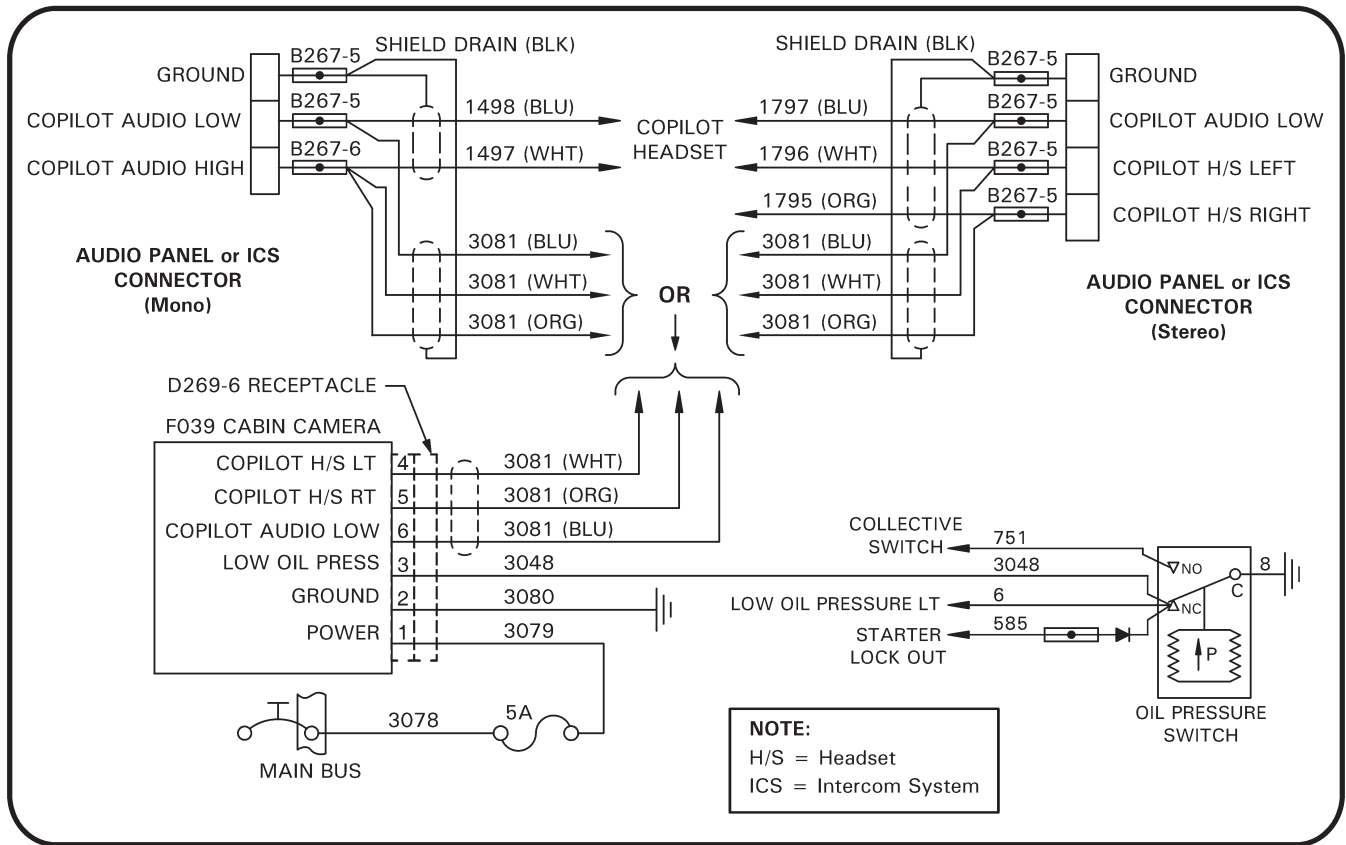 SHIELD DRAIN (BLK)
B267-5
GROUND
B267-5
COPILOT AUDIO LOW
1498 (BLU)
B267-6
COPILOT AUDIO HIGH
1497 (WHT)
COPILOT
HEADSET
AUDIO PANEL or ICS
CONNECTOR
(Mono)
3081 (BLU)
3081 (WHT)
3081 (ORG)
SHIELD DRAIN (BLK)
B267-5
GROUND
1797 (BLU)
B267-5
COPILOT AUDIO LOW
1796 (WHT)
B267-5
COPILOT H/S LEFT
1795 (ORG)
B267-5
COPILOT H/S RIGHT
3081 (BLU)
3081 (WHT)
3081 (ORG)
AUDIO PANEL or ICS
CONNECTOR
(Stereo)
OR
D269-6 RECEPTACLE
F039 CABIN CAMERA
COPILOT H/S LT 4 3081 (WHT)
COPILOT H/S RT 5 3081 (ORG)
COPILOT AUDIO LOW 6 3081 (BLU)
LOW OIL PRESS 3 3048
GROUND 2 3080
POWER 1 3079
3078
5A
MAIN BUS
COLLECTIVE
SWITCH
751
3048
LOW OIL PRESSURE LT
6
STARTER
LOCK OUT
585
NO
NC
C
8
P
OIL PRESSURE
SWITCH
NOTE:
H/S = Headset
ICS = Intercom System